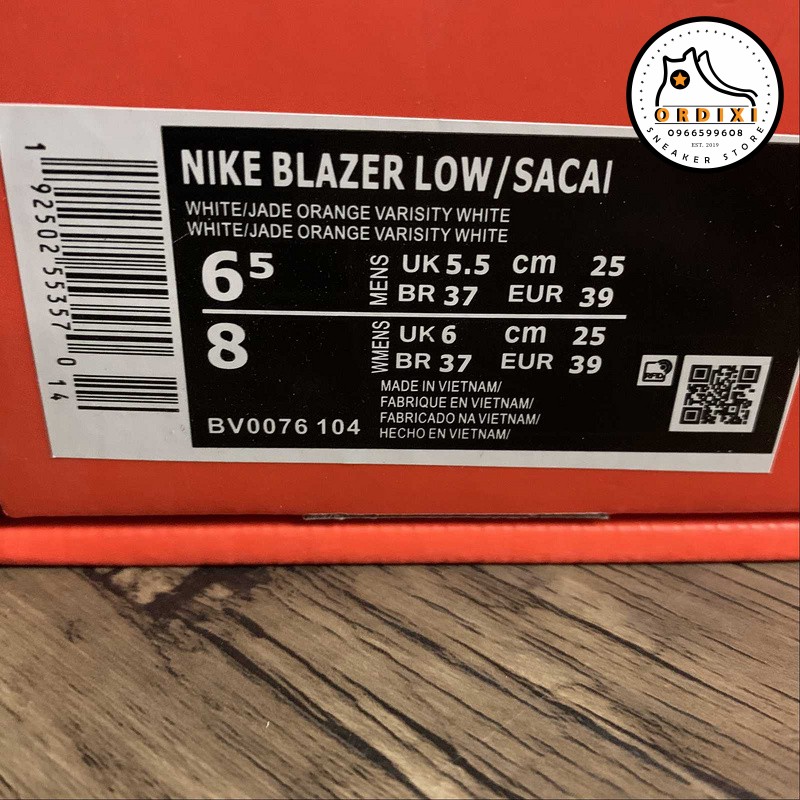 ORDIXI
0966599608
EST. 2019
SNEAKER STORE
NIKE BLAZER LOW/SACAI
WHITE/JADE ORANGE VARISITY WHITE
WHITE/JADE ORANGE VARISITY WHITE
6⁵ MENS UK 5.5 cm 25
BR 37 EUR 39
8 WMENS UK 6 cm 25
BR 37 EUR 39
MADE IN VIETNAM/
FABRIQUE EN VIETNAM/
FABRICADO NA VIETNAM/
HECHO EN VIETNAM/
BV0076 104
RFID
1 92502 55357 0 14